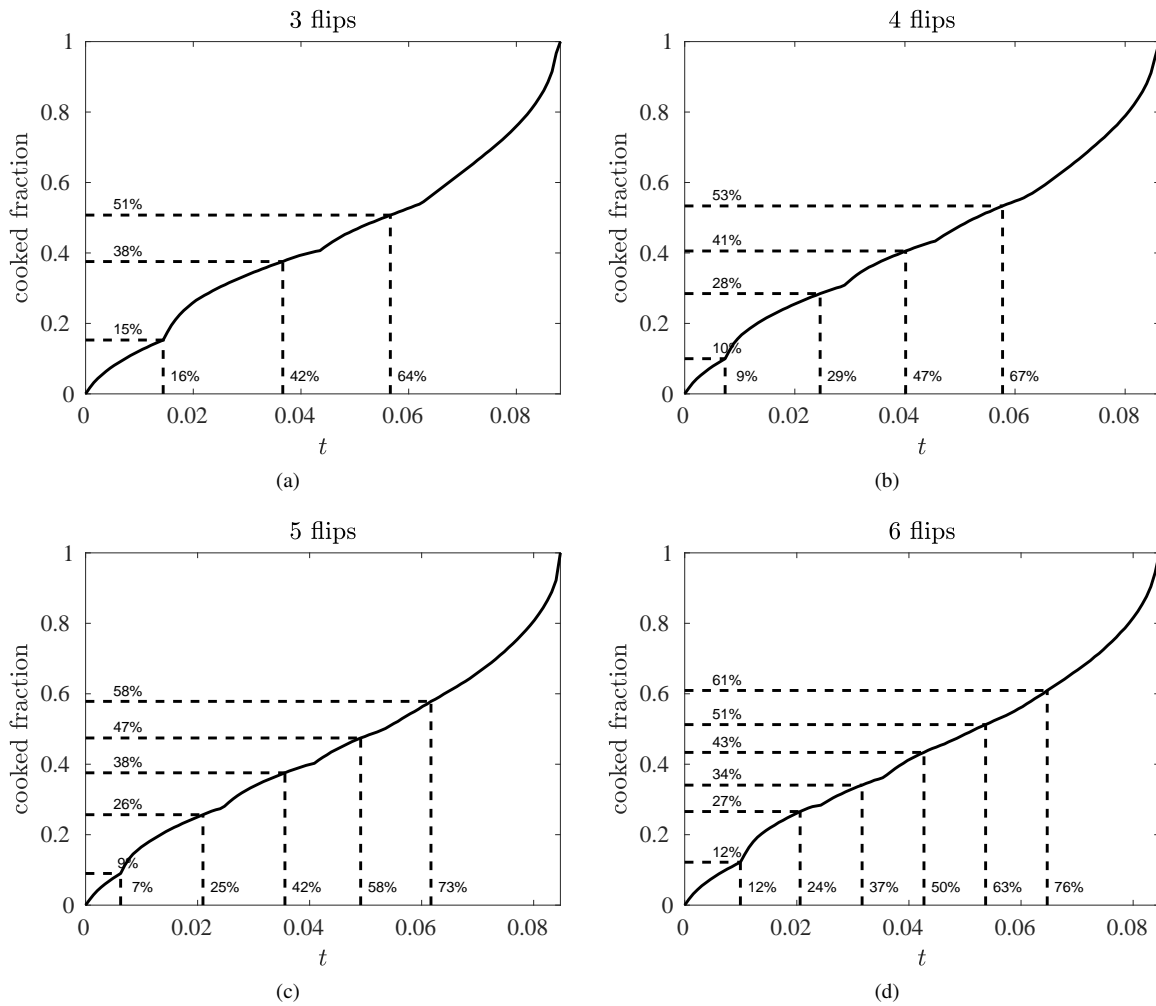 3 flips
1
0.8
0.6
0.4
0.2
0
cooked fraction
51%
38%
15%
16% 42% 64%
0 0.02 0.04 0.06 0.08
t
(a)
4 flips
1
0.8
0.6
0.4
0.2
0
cooked fraction
53%
41%
28%
10%
9% 29% 47% 67%
0 0.02 0.04 0.06 0.08
t
(b)
5 flips
1
0.8
0.6
0.4
0.2
0
cooked fraction
58%
47%
38%
26%
9%
7% 25% 42% 58% 73%
0 0.02 0.04 0.06 0.08
t
(c)
6 flips
1
0.8
0.6
0.4
0.2
0
cooked fraction
61%
51%
43%
34%
27%
12%
12% 24% 37% 50% 63% 76%
0 0.02 0.04 0.06 0.08
t
(d)